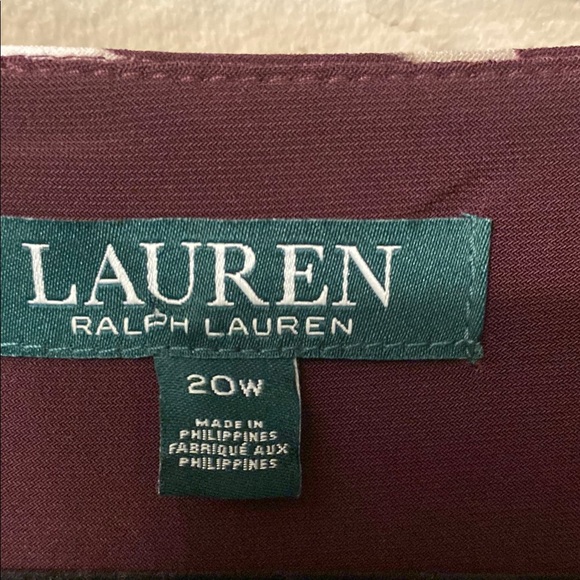 LAUREN
RALPH LAUREN
20W
MADE IN
PHILIPPINES
FABRIQUÉ AUX
PHILIPPINES